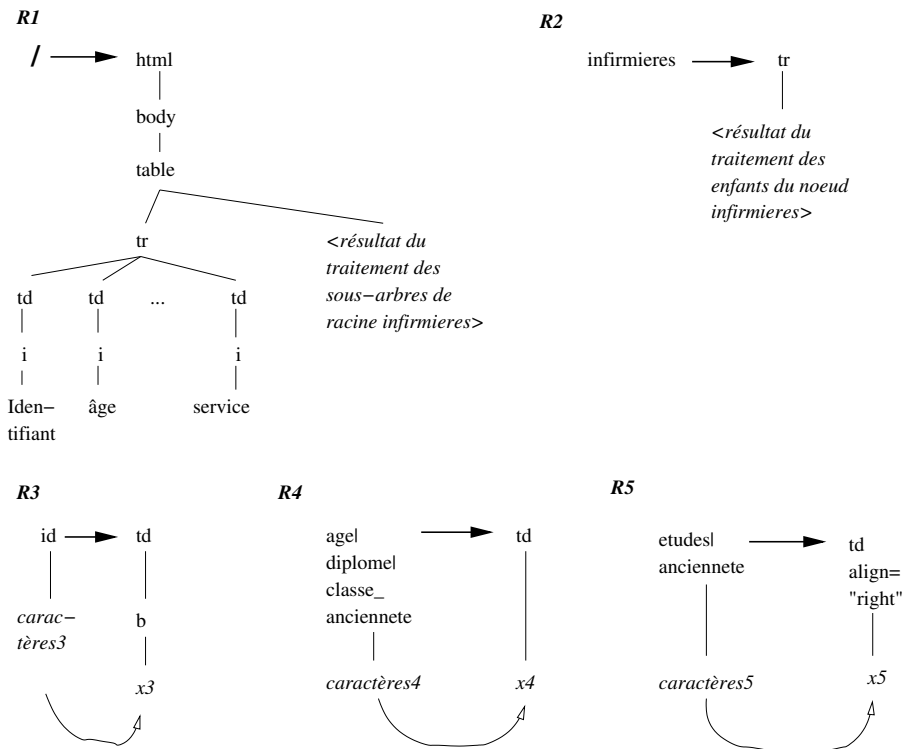 R1
/
html
body
table
tr
<résultat du
traitement des
sous−arbres de
racine infirmieres>
td
td
...
td
i
i
i
Iden−
tifiant
âge
service
R2
infirmieres
tr
<résultat du
traitement des
enfants du noeud
infirmieres>
R3
id
td
carac−
tères3
b
x3
R4
age|
diplome|
classe_
anciennete
td
caractères4
x4
R5
etudes|
anciennete
td
align=
"right"
caractères5
x5